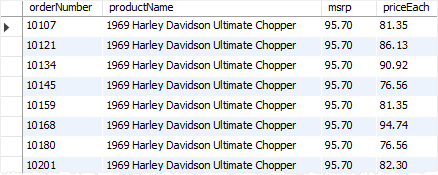 orderNumber productName msrp priceEach
10107 1969 Harley Davidson Ultimate Chopper 95.70 81.35
10121 1969 Harley Davidson Ultimate Chopper 95.70 86.13
10134 1969 Harley Davidson Ultimate Chopper 95.70 90.92
10145 1969 Harley Davidson Ultimate Chopper 95.70 76.56
10159 1969 Harley Davidson Ultimate Chopper 95.70 81.35
10168 1969 Harley Davidson Ultimate Chopper 95.70 94.74
10180 1969 Harley Davidson Ultimate Chopper 95.70 76.56
10201 1969 Harley Davidson Ultimate Chopper 95.70 82.30